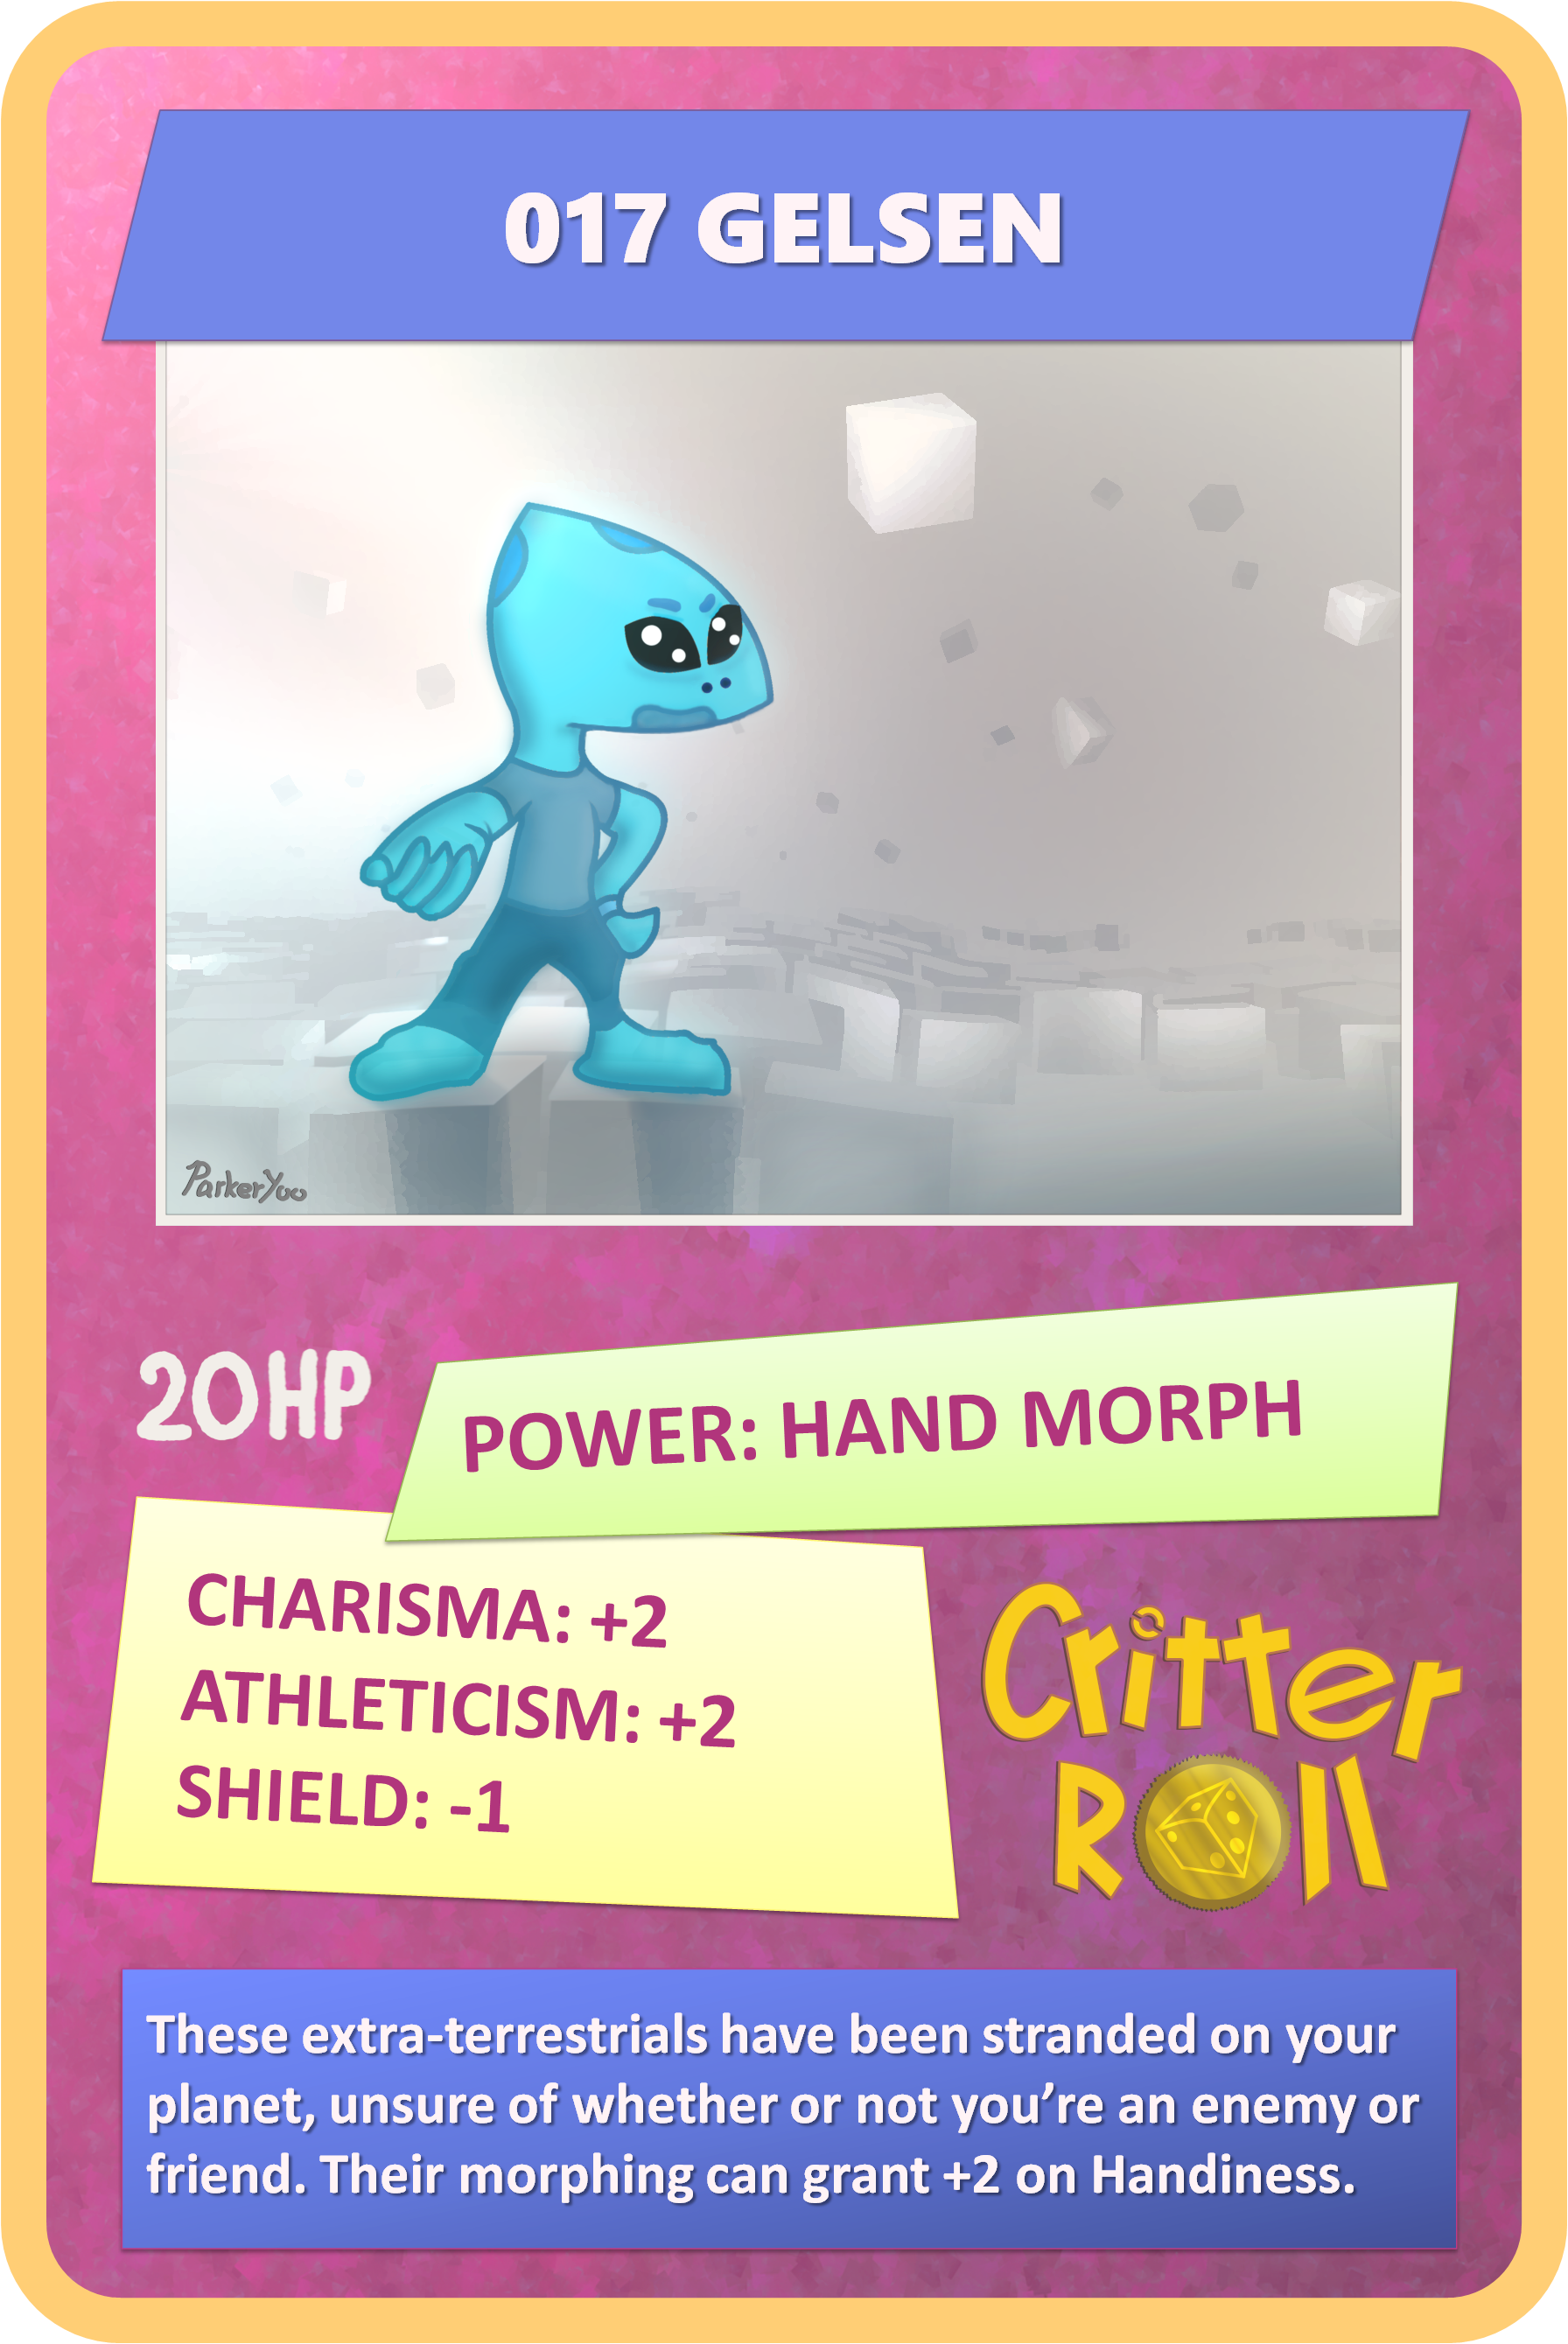 017 GELSEN
ParkerYoo
20HP
POWER: HAND MORPH
CHARISMA: +2
ATHLETICISM: +2
SHIELD: -1
Critter
Roll
These extra-terrestrials have been stranded on your
planet, unsure of whether or not you’re an enemy or
friend. Their morphing can grant +2 on Handiness.